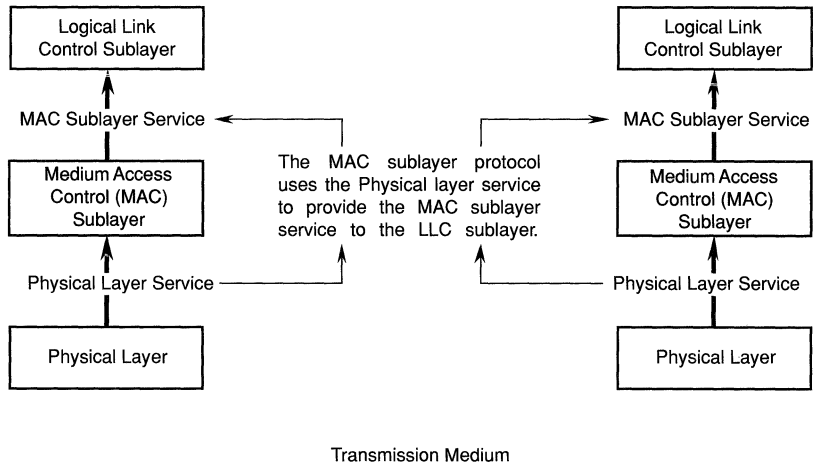 Logical Link
Control Sublayer
MAC Sublayer Service
Medium Access
Control (MAC)
Sublayer
Physical Layer Service
Physical Layer
The MAC sublayer protocol
uses the Physical layer service
to provide the MAC sublayer
service to the LLC sublayer.
Logical Link
Control Sublayer
MAC Sublayer Service
Medium Access
Control (MAC)
Sublayer
Physical Layer Service
Physical Layer
Transmission Medium